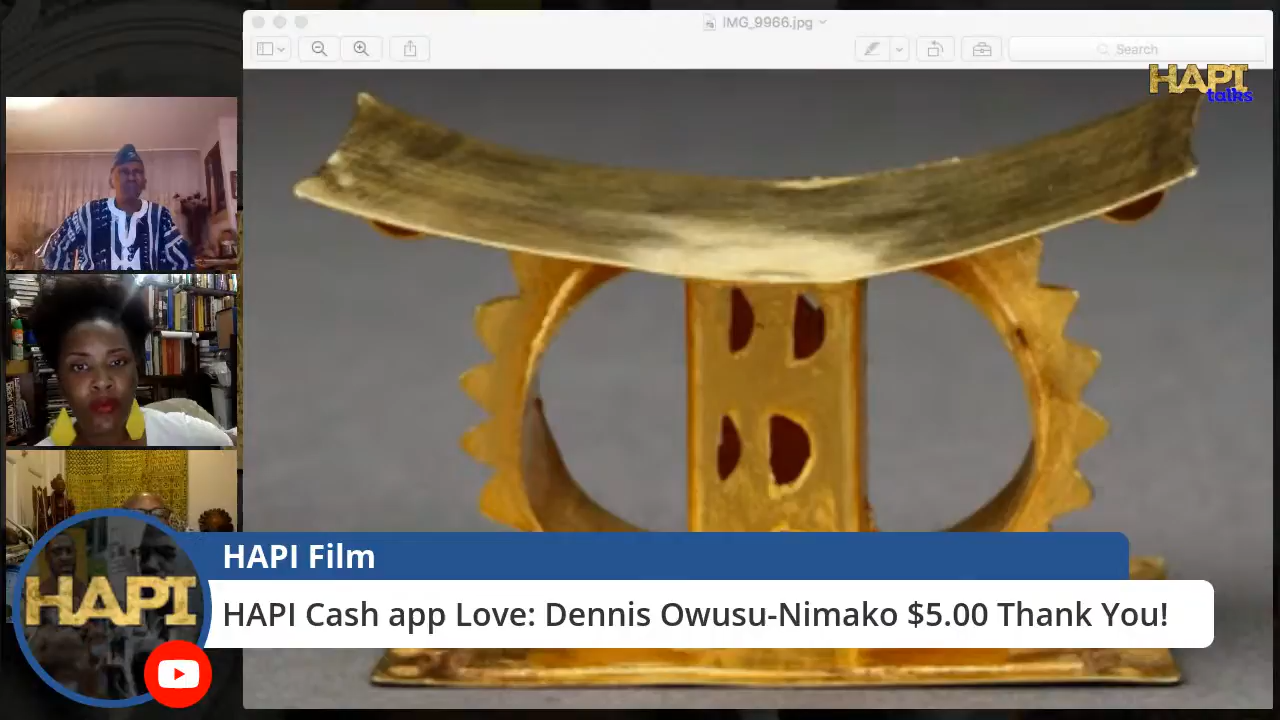 IMG_9966.jpg
Search
HAPI
talks
HAPI Film
HAPI Cash app Love: Dennis Owusu-Nimako $5.00 Thank You!
HAPI